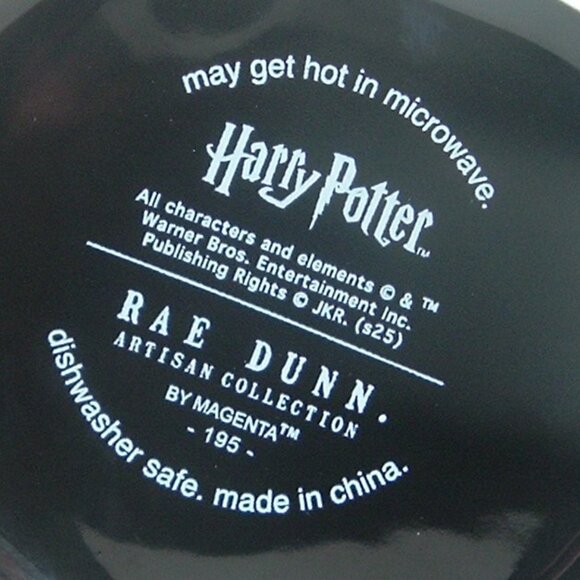 may get hot in microwave.
Harry Potter™
All characters and elements © & ™
Warner Bros. Entertainment Inc.
Publishing Rights © JKR. (s25)
RAE DUNN.
ARTISAN COLLECTION
BY MAGENTA™
- 195 -
dishwasher safe. made in china.